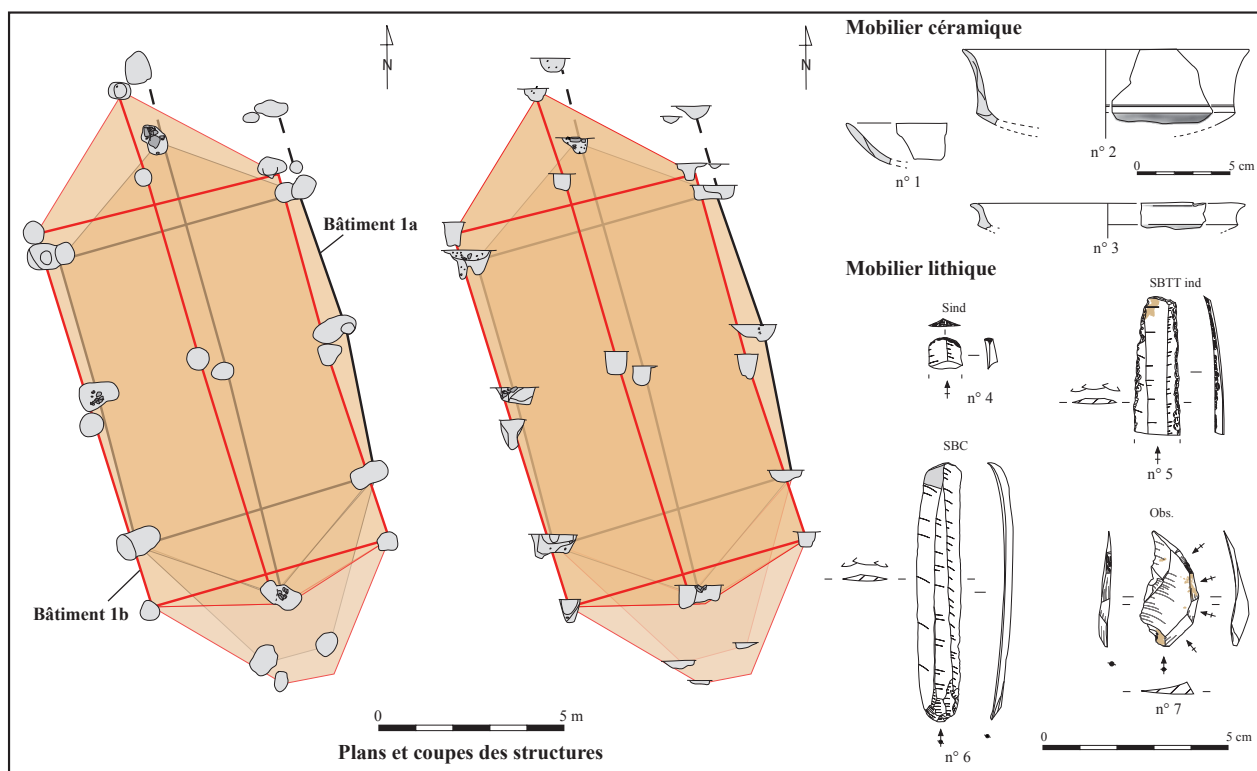 N
Bâtiment 1a
Bâtiment 1b
N
0 5 m
Plans et coupes des structures
Mobilier céramique
n° 1
n° 2
0 5 cm
n° 3
Mobilier lithique
Sind
n° 4
SBTT ind
n° 5
SBC
n° 6
Obs.
n° 7
0 5 cm